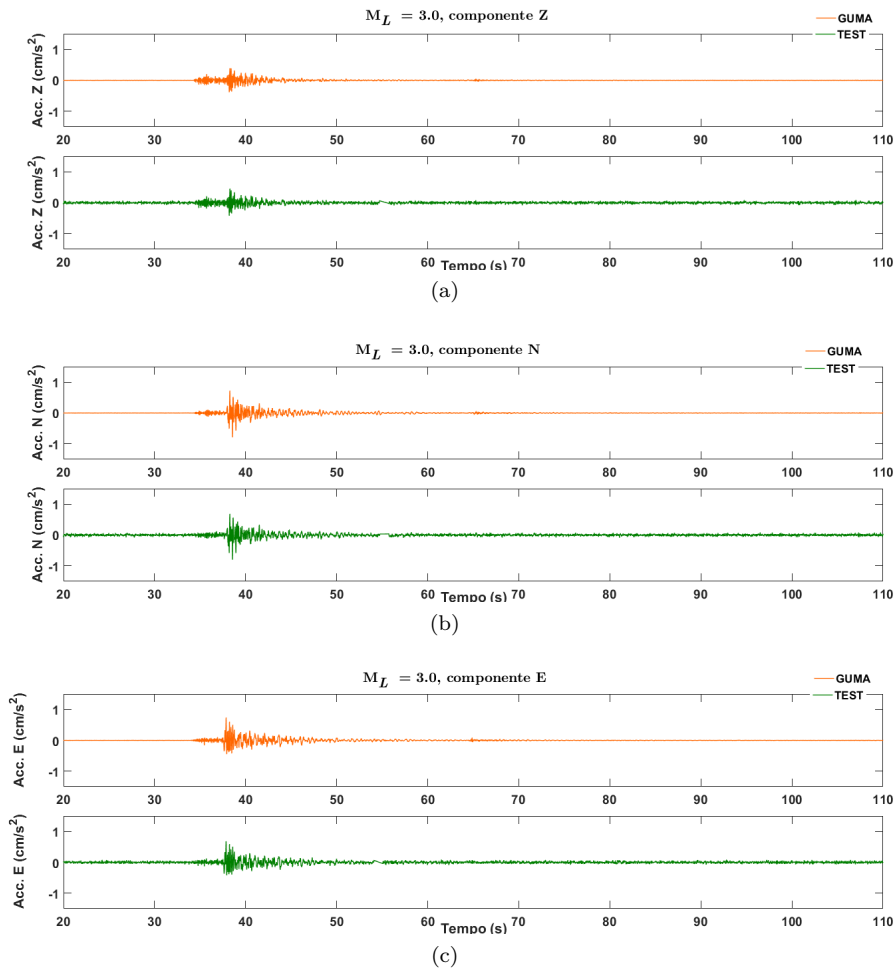 M_L = 3.0, componente Z
GUMA
TEST
Acc. Z (cm/s²)
1
0
-1
20 30 40 50 60 70 80 90 100 110
Acc. Z (cm/s²)
1
0
-1
20 30 40 50 60 70 80 90 100 110
Tempo (s)
(a)
M_L = 3.0, componente N
GUMA
TEST
Acc. N (cm/s²)
1
0
-1
20 30 40 50 60 70 80 90 100 110
Acc. N (cm/s²)
1
0
-1
20 30 40 50 60 70 80 90 100 110
Tempo (s)
(b)
M_L = 3.0, componente E
GUMA
TEST
Acc. E (cm/s²)
1
0
-1
20 30 40 50 60 70 80 90 100 110
Acc. E (cm/s²)
1
0
-1
20 30 40 50 60 70 80 90 100 110
Tempo (s)
(c)